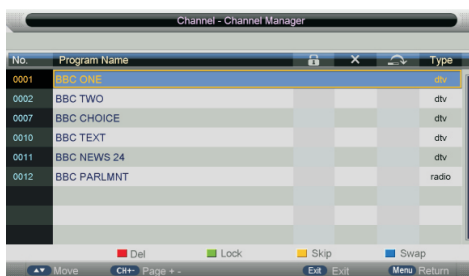 Channel - Channel Manager
No. Program Name Type
0001 BBC ONE dtv
0002 BBC TWO dtv
0007 BBC CHOICE dtv
0010 BBC TEXT dtv
0011 BBC NEWS 24 dtv
0012 BBC PARLMNT radio
Del Lock Skip Swap
Move CH+- Page + - Exit Exit Menu Return